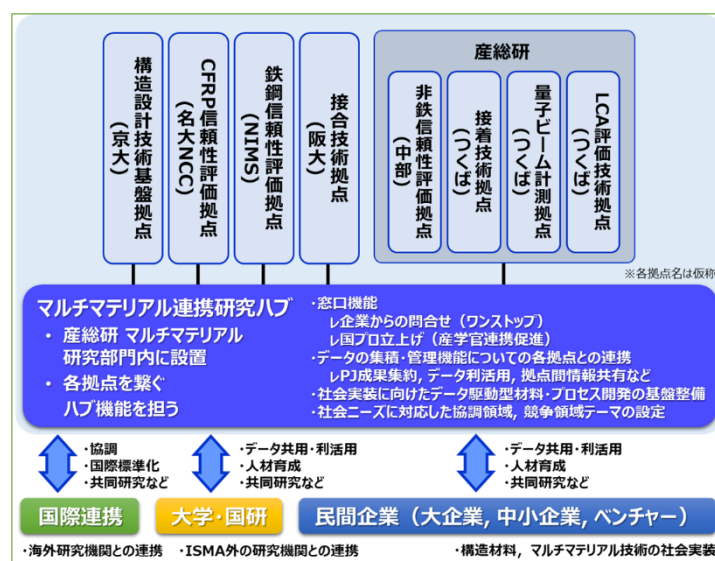 産総研
構造設計技術基盤拠点
(京大)
CFRP信頼性評価拠点
(名大NCC)
鉄鋼信頼性評価拠点
(NIMS)
接合技術拠点
(阪大)
非鉄信頼性評価拠点
(中部)
接着技術拠点
(つくば)
量子ビーム計測拠点
(つくば)
LCA評価技術拠点
(つくば)
※各拠点名は仮称
マルチマテリアル連携研究ハブ
・ 産総研 マルチマテリアル
研究部門内に設置
・ 各拠点を繋ぐ
ハブ機能を担う
・窓口機能
↳企業からの問合せ（ワンストップ）
↳国プロ立上げ（産学官連携促進）
・データの集積・管理機能についての各拠点との連携
↳PJ成果集約, データ利活用, 拠点間情報共有など
・社会実装に向けたデータ駆動型材料・プロセス開発の基盤整備
・社会ニーズに対応した協調領域, 競争領域テーマの設定
・協調
・国際標準化
・共同研究など
・データ共用・利活用
・人材育成
・共同研究など
・データ共用・利活用
・人材育成
・共同研究など
国際連携
大学・国研
民間企業（大企業, 中小企業, ベンチャー）
・海外研究機関との連携
・ISMA外の研究機関との連携
・構造材料, マルチマテリアル技術の社会実装